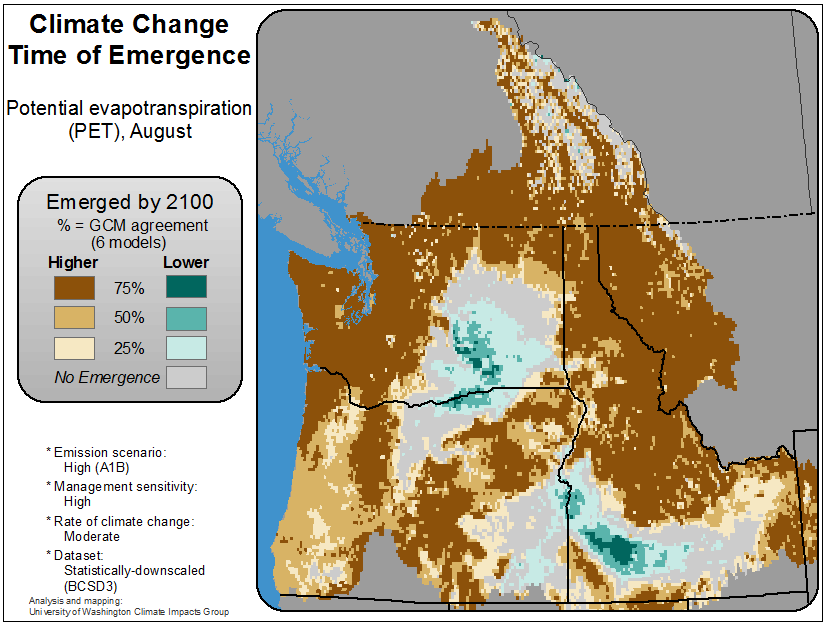 Climate Change
Time of Emergence
Potential evapotranspiration
(PET), August
Emerged by 2100
% = GCM agreement
(6 models)
Higher Lower
75%
50%
25%
No Emergence
* Emission scenario:
High (A1B)
* Management sensitivity:
High
* Rate of climate change:
Moderate
* Dataset:
Statistically-downscaled
(BCSD3)
Analysis and mapping:
University of Washington Climate Impacts Group